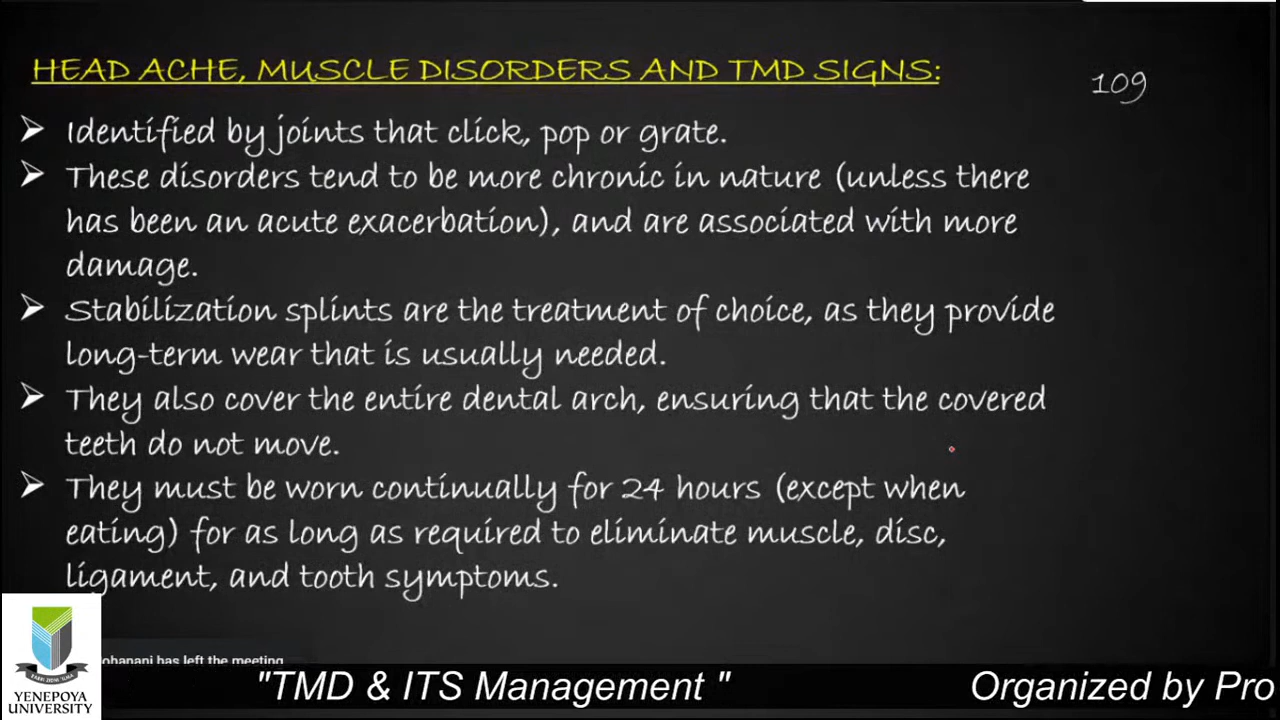 HEAD ACHE, MUSCLE DISORDERS AND TMD SIGNS:
109
➢ Identified by joints that click, pop or grate.
➢ These disorders tend to be more chronic in nature (unless there
has been an acute exacerbation), and are associated with more
damage.
➢ Stabilization splints are the treatment of choice, as they provide
long-term wear that is usually needed.
➢ They also cover the entire dental arch, ensuring that the covered
teeth do not move.
➢ They must be worn continually for 24 hours (except when
eating) for as long as required to eliminate muscle, disc,
ligament, and tooth symptoms.
has left the meeting
YENEPOYA
UNIVERSITY
"TMD & ITS Management "
Organized by Pro